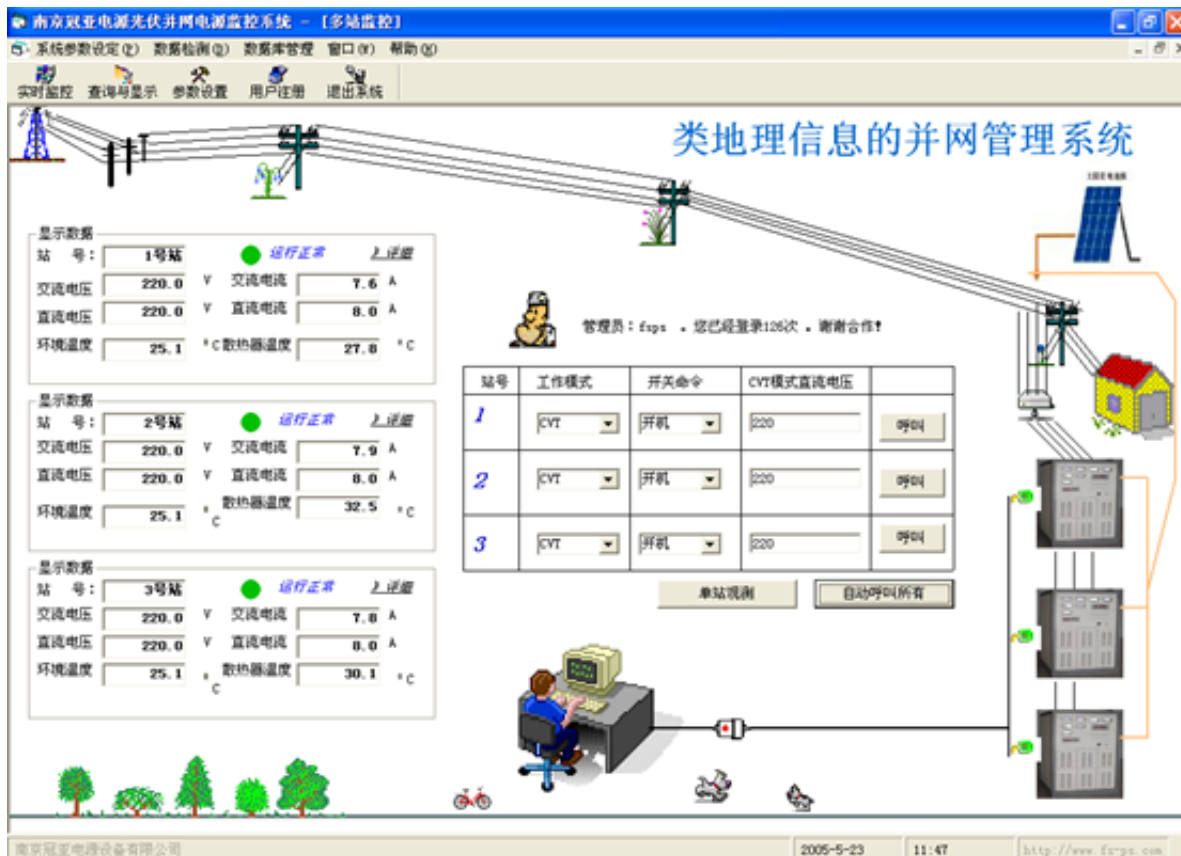 南京冠亚电源光伏并网电源监控系统 - [多站监控]
系统参数设定(P) 数据检测(Q) 数据库管理 窗口(W) 帮助(X)
实时监控 查询与显示 参数设置 用户注册 退出系统
类地理信息的并网管理系统
显示数据
站 号: 1号站 运行正常 》详细
交流电压 220.0 V 交流电流 7.6 A
直流电压 220.0 V 直流电流 8.0 A
环境温度 25.1 °C 散热器温度 27.8 °C
显示数据
站 号: 2号站 运行正常 》详细
交流电压 220.0 V 交流电流 7.9 A
直流电压 220.0 V 直流电流 8.0 A
环境温度 25.1 °C 散热器温度 32.5 °C
显示数据
站 号: 3号站 运行正常 》详细
交流电压 220.0 V 交流电流 7.8 A
直流电压 220.0 V 直流电流 8.0 A
环境温度 25.1 °C 散热器温度 30.1 °C
管理员: fsps . 您已经登录126次 . 谢谢合作!
站号 工作模式 开关命令 CVT模式直流电压
1 CVT 开机 220 呼叫
2 CVT 开机 220 呼叫
3 CVT 开机 220 呼叫
单站观测 自动呼叫所有
南京冠亚电源设备有限公司 2005-5-23 11:47 http://www.fs-ps.com